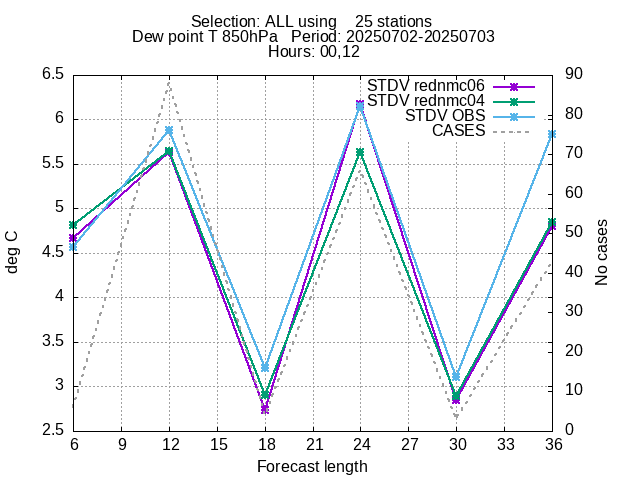 Selection: ALL using    25 stations
Dew point T 850hPa   Period: 20250702-20250703
Hours: 00,12
STDV rednmc06
STDV rednmc04
STDV OBS
CASES
6.5
6
5.5
5
4.5
4
3.5
3
2.5
deg C
90
80
70
60
50
40
30
20
10
0
No cases
6 9 12 15 18 21 24 27 30 33 36
Forecast length